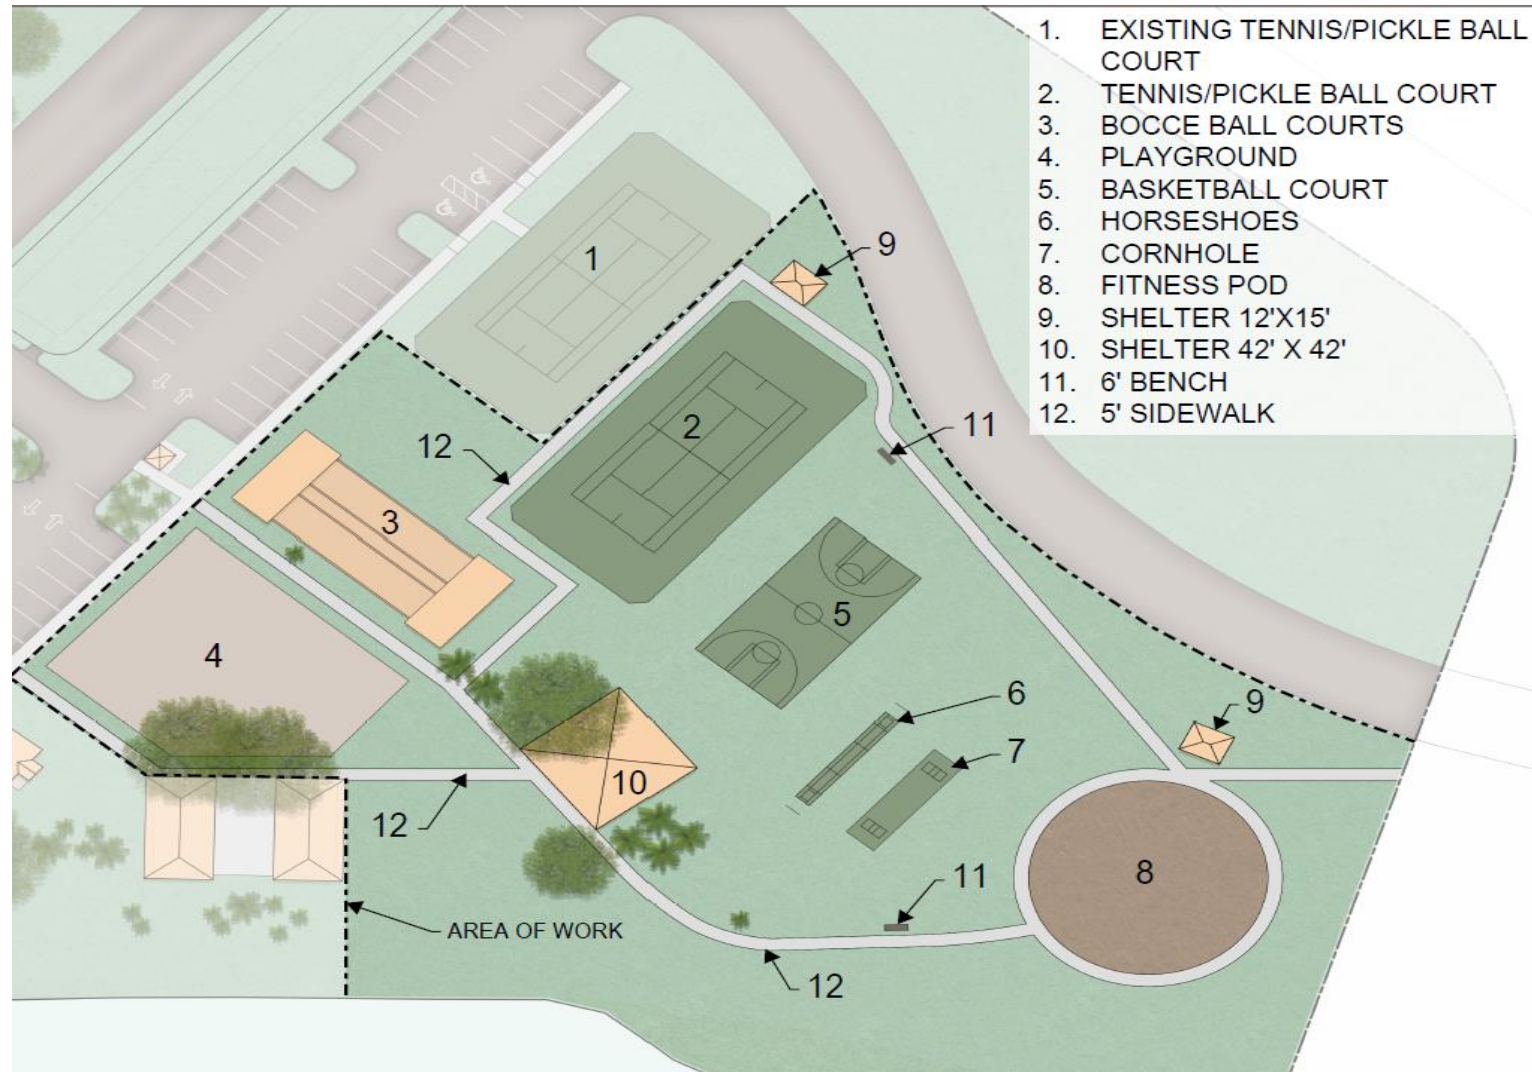 1. EXISTING TENNIS/PICKLE BALL
COURT
2. TENNIS/PICKLE BALL COURT
3. BOCCE BALL COURTS
4. PLAYGROUND
5. BASKETBALL COURT
6. HORSESHOES
7. CORNHOLE
8. FITNESS POD
9. SHELTER 12'X15'
10. SHELTER 42' X 42'
11. 6' BENCH
12. 5' SIDEWALK
9
1
2
11
12
3
5
4
6
9
7
10
12
8
11
AREA OF WORK
12